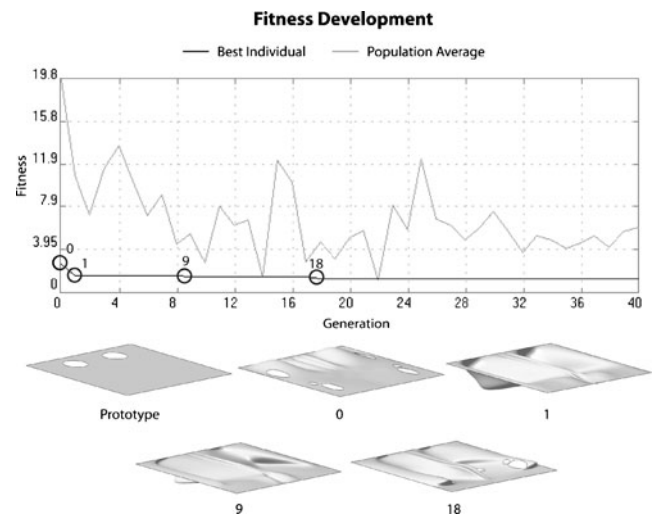 Fitness Development
Best Individual Population Average
19.8
15.8
11.9
7.9
3.95
0
Fitness
0
1
9
18
0 4 8 12 16 20 24 28 32 36 40
Generation
Prototype 0 1
9 18